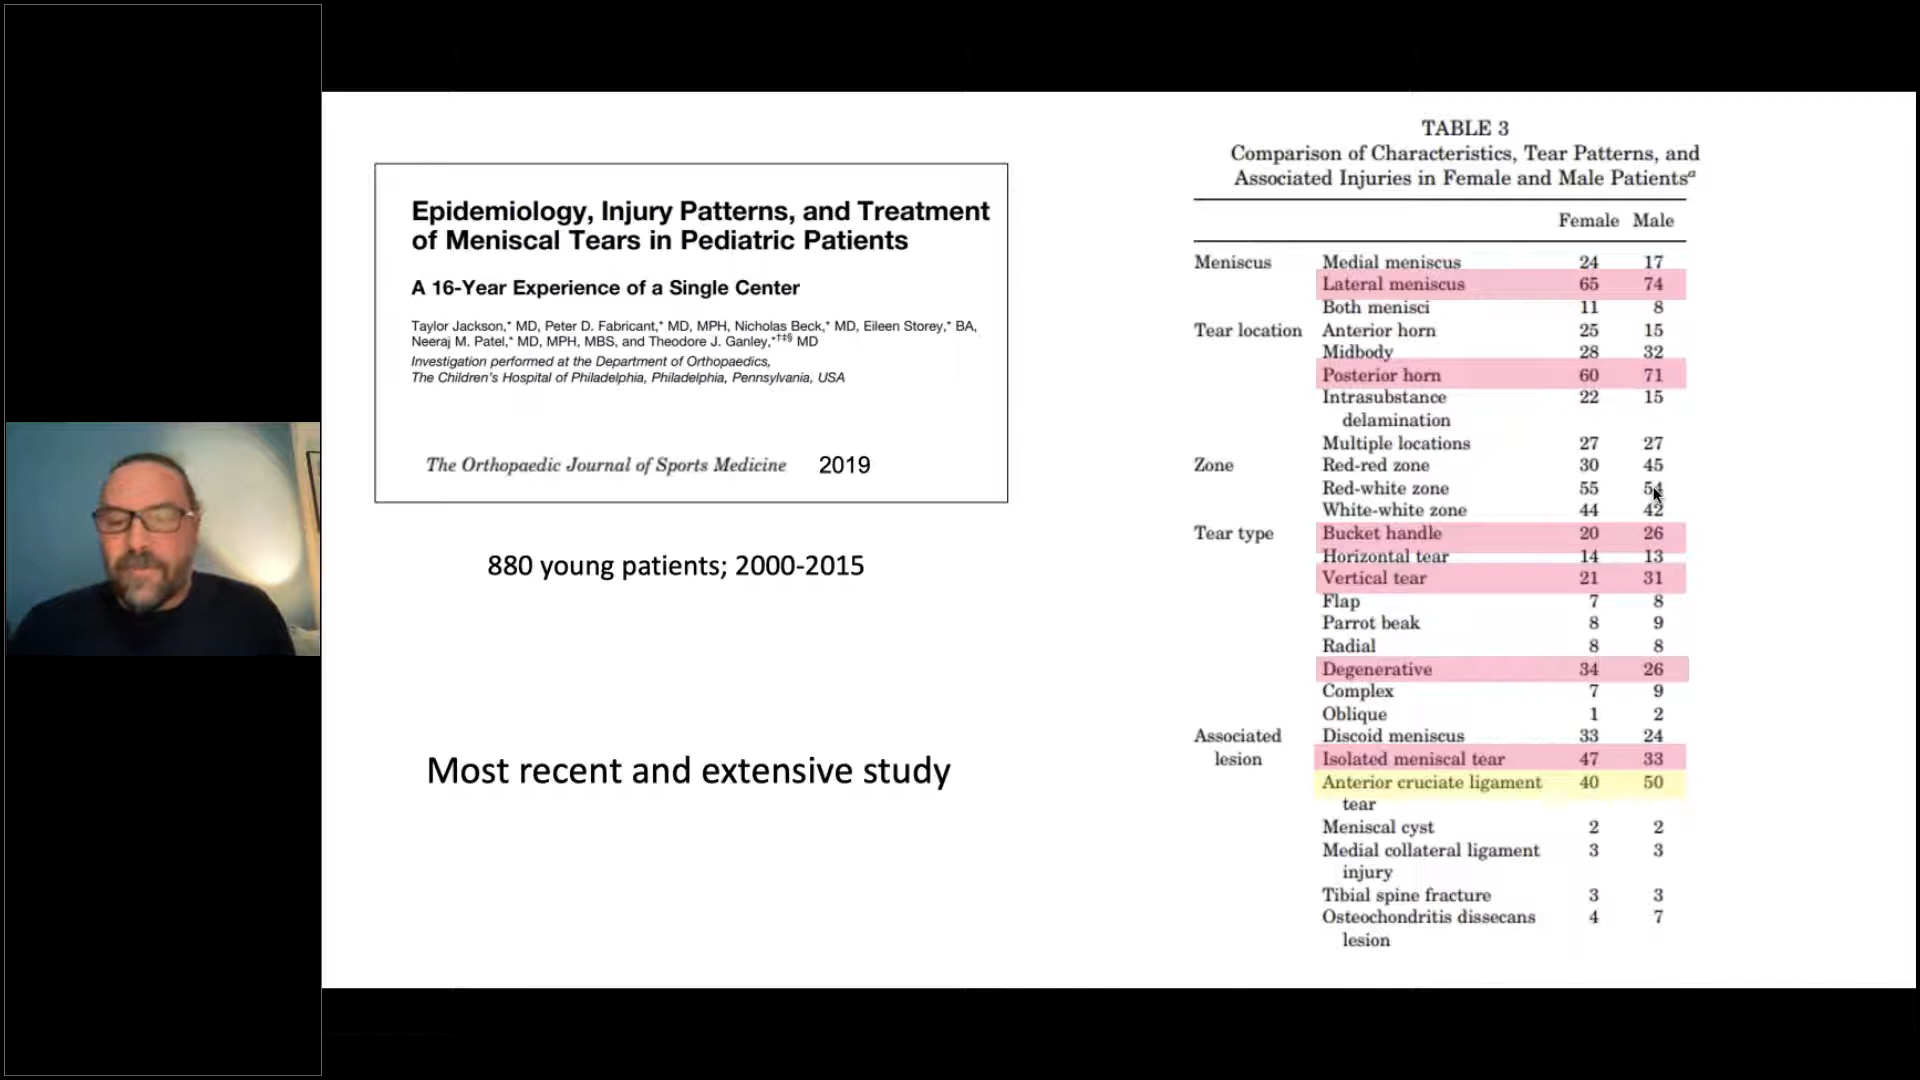 Epidemiology, Injury Patterns, and Treatment
of Meniscal Tears in Pediatric Patients
A 16-Year Experience of a Single Center
Taylor Jackson,* MD, Peter D. Fabricant,* MD, MPH, Nicholas Beck,* MD, Eileen Storey,* BA,
Neeraj M. Patel,* MD, MPH, MBS, and Theodore J. Ganley,*†‡§ MD
Investigation performed at the Department of Orthopaedics,
The Children's Hospital of Philadelphia, Philadelphia, Pennsylvania, USA
The Orthopaedic Journal of Sports Medicine 2019
880 young patients; 2000-2015
Most recent and extensive study
TABLE 3
Comparison of Characteristics, Tear Patterns, and
Associated Injuries in Female and Male Patientsa
Female Male
Meniscus Medial meniscus 24 17
Lateral meniscus 65 74
Both menisci 11 8
Tear location Anterior horn 25 15
Midbody 28 32
Posterior horn 60 71
Intrasubstance 22 15
delamination
Multiple locations 27 27
Zone Red-red zone 30 45
Red-white zone 55 54
White-white zone 44 42
Tear type Bucket handle 20 26
Horizontal tear 14 13
Vertical tear 21 31
Flap 7 8
Parrot beak 8 9
Radial 8 8
Degenerative 34 26
Complex 7 9
Oblique 1 2
Associated Discoid meniscus 33 24
lesion Isolated meniscal tear 47 33
Anterior cruciate ligament 40 50
tear
Meniscal cyst 2 2
Medial collateral ligament 3 3
injury
Tibial spine fracture 3 3
Osteochondritis dissecans 4 7
lesion